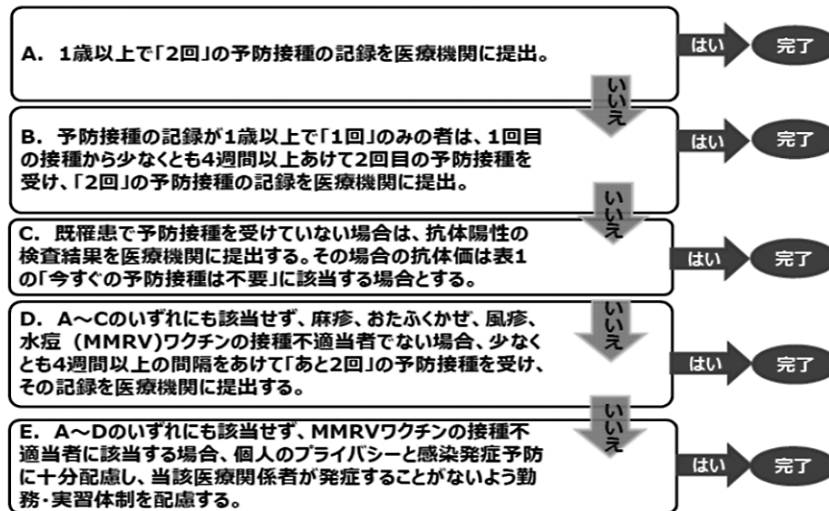 A. 1歳以上で「2回」の予防接種の記録を医療機関に提出。
はい
完了
いいえ
B. 予防接種の記録が1歳以上で「1回」のみの者は、1回目
の接種から少なくとも4週間以上あけて2回目の予防接種を
受け、「2回」の予防接種の記録を医療機関に提出。
はい
完了
いいえ
C. 既罹患で予防接種を受けていない場合は、抗体陽性の
検査結果を医療機関に提出する。その場合の抗体価は表1
の「今すぐの予防接種は不要」に該当する場合とする。
はい
完了
いいえ
D. A～Cのいずれにも該当せず、麻疹、おたふくかぜ、風疹、
水痘（MMRV)ワクチンの接種不適当者でない場合、少なく
とも4週間以上の間隔をあけて「あと2回」の予防接種を受け、
その記録を医療機関に提出する。
はい
完了
いいえ
E. A～Dのいずれにも該当せず、MMRVワクチンの接種不
適当者に該当する場合、個人のプライバシーと感染発症予防
に十分配慮し、当該医療関係者が発症することがないよう勤
務・実習体制を配慮する。
はい
完了